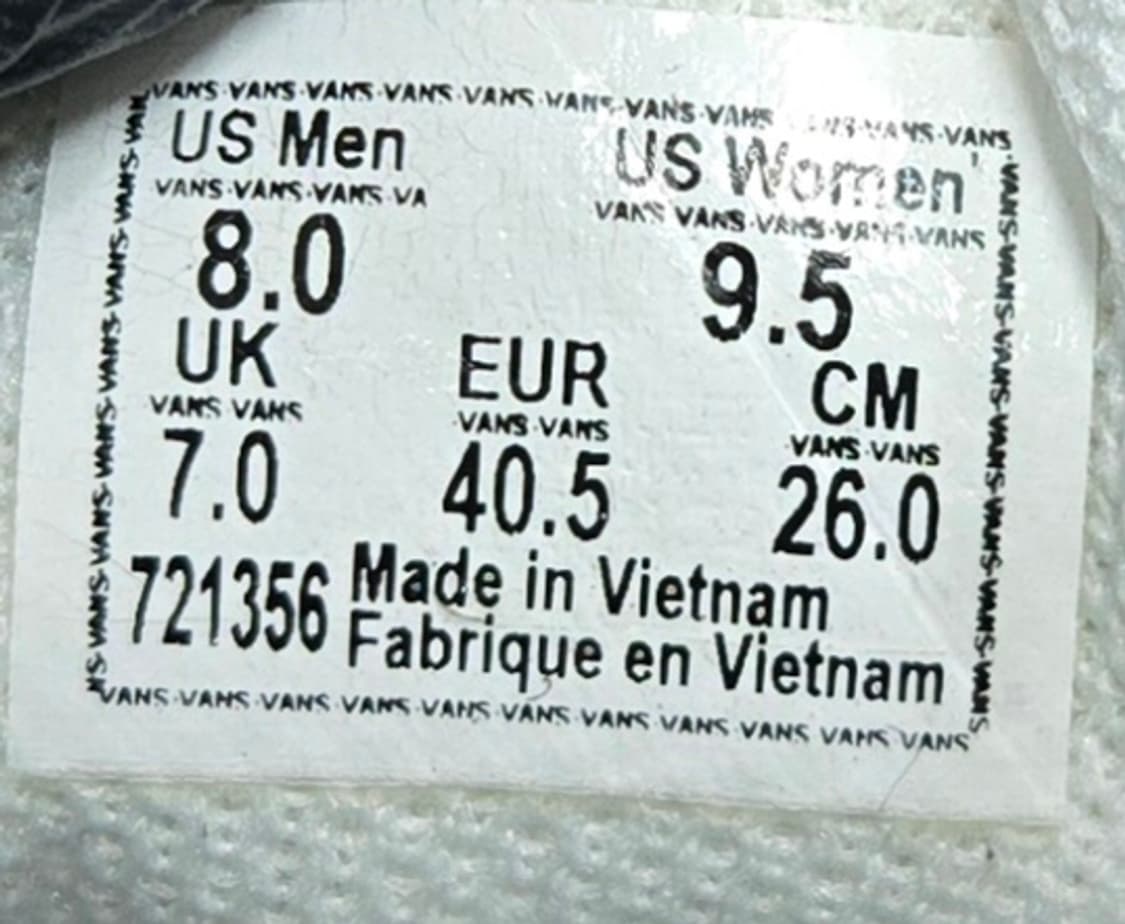 VANS VANS VANS VANS VANS VANS VANS VANS VANS VANS VANS
US Men US Women
VANS VANS VANS VA VANS VANS VANS VANS VANS
8.0 9.5
UK EUR CM
VANS VANS VANS VANS VANS VANS
7.0 40.5 26.0
721356 Made in Vietnam
Fabrique en Vietnam
VANS VANS VANS VANS VANS VANS VANS VANS VANS VANS VANS